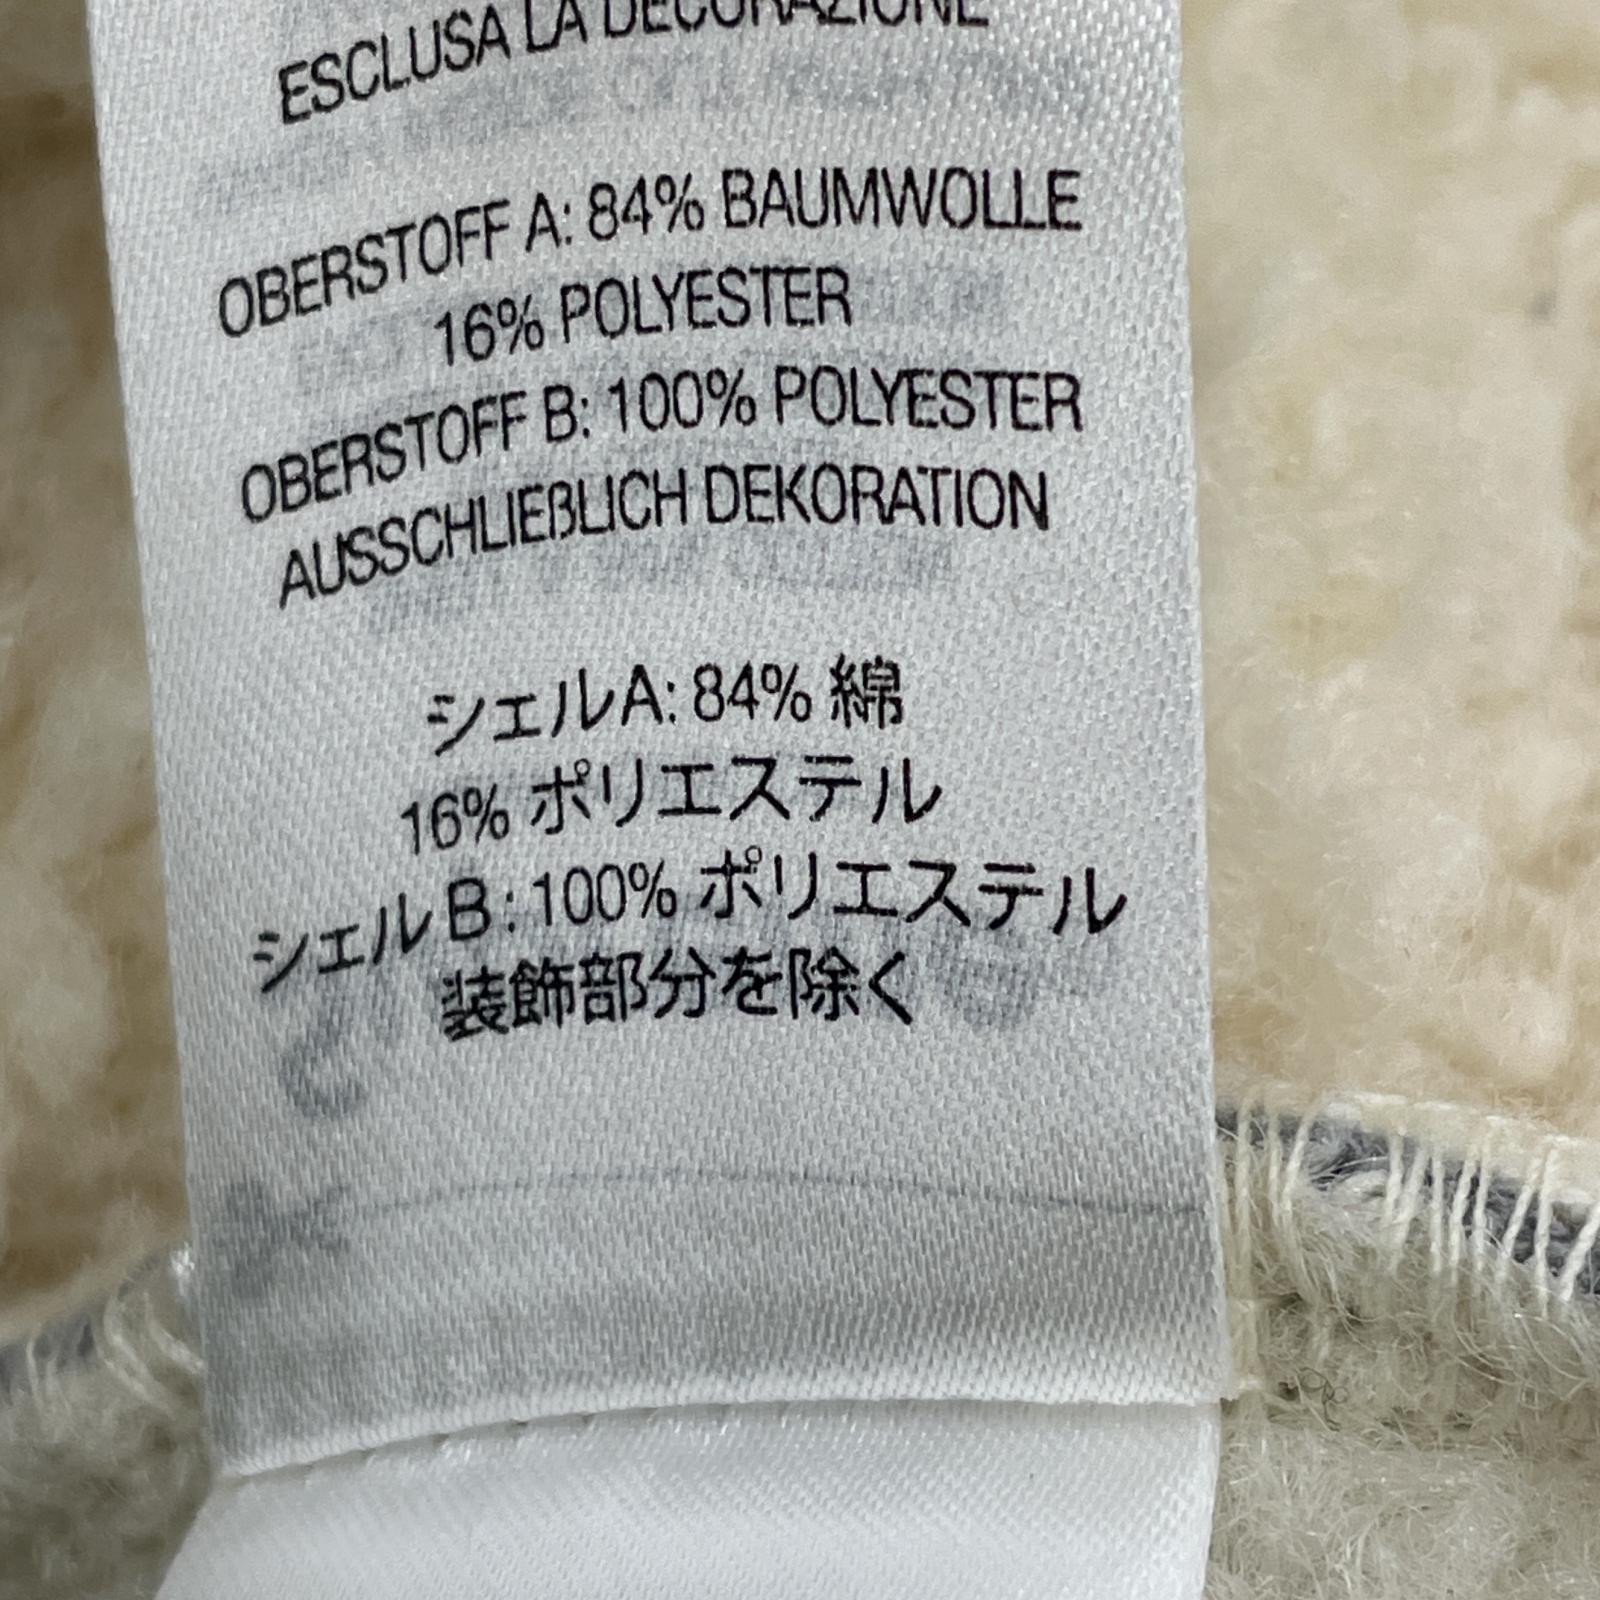 ESCLUSA LA DECORAZIONE
OBERSTOFF A: 84% BAUMWOLLE
16% POLYESTER
OBERSTOFF B: 100% POLYESTER
AUSSCHLIEßLICH DEKORATION
シェルA: 84% 綿
16% ポリエステル
シェル B : 100% ポリエステル
装飾部分を除く